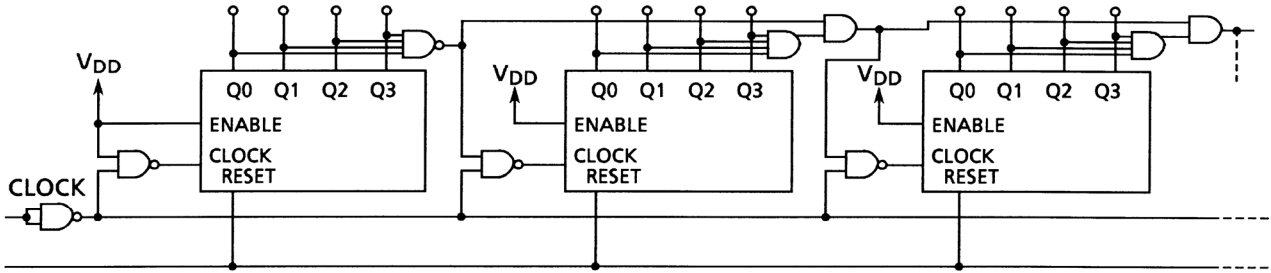 VDD
Q0 Q1 Q2 Q3
ENABLE
CLOCK
RESET
CLOCK
VDD
Q0 Q1 Q2 Q3
ENABLE
CLOCK
RESET
VDD
Q0 Q1 Q2 Q3
ENABLE
CLOCK
RESET